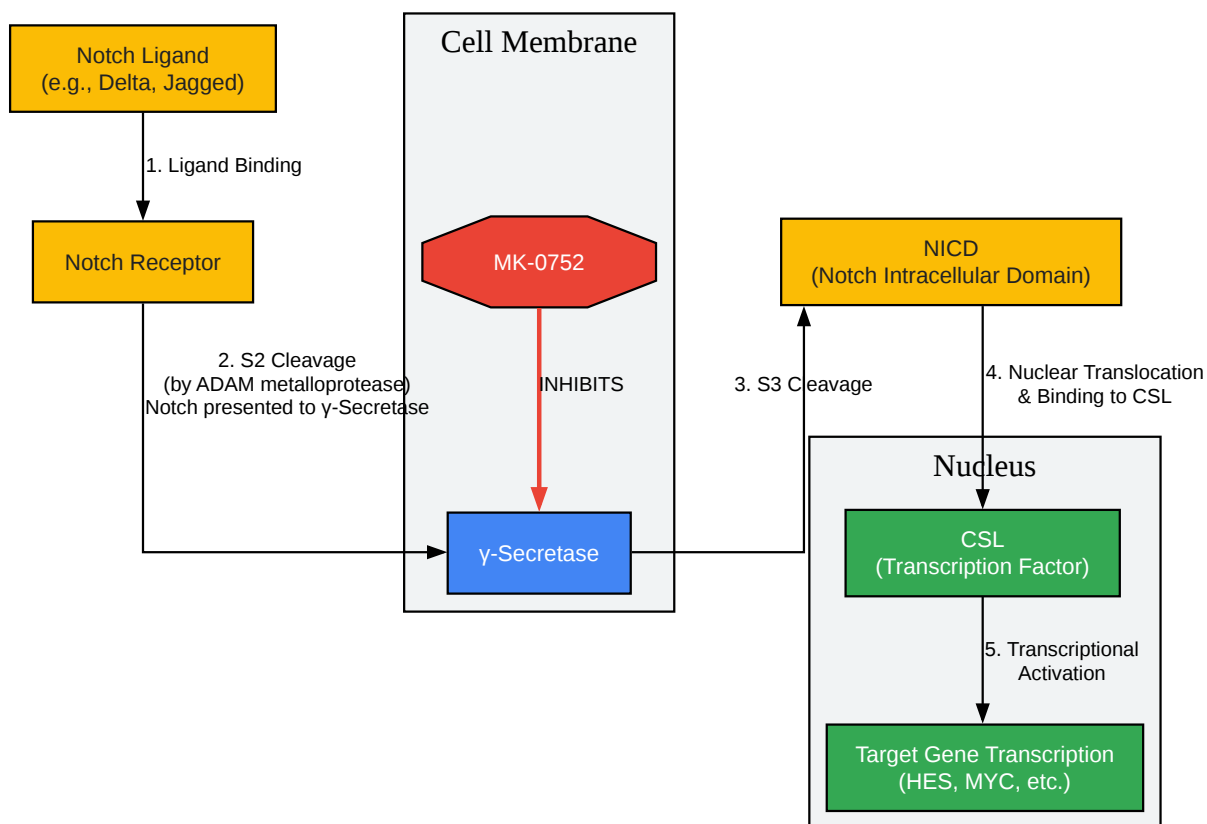 Notch Ligand
(e.g., Delta, Jagged)
Cell Membrane
1. Ligand Binding
Notch Receptor
MK-0752
NICD
(Notch Intracellular Domain)
2. S2 Cleavage
(by ADAM metalloprotease)
Notch presented to γ-Secretase
INHIBITS
3. S3 Cleavage
4. Nuclear Translocation
& Binding to CSL
Nucleus
γ-Secretase
CSL
(Transcription Factor)
5. Transcriptional
Activation
Target Gene Transcription
(HES, MYC, etc.)